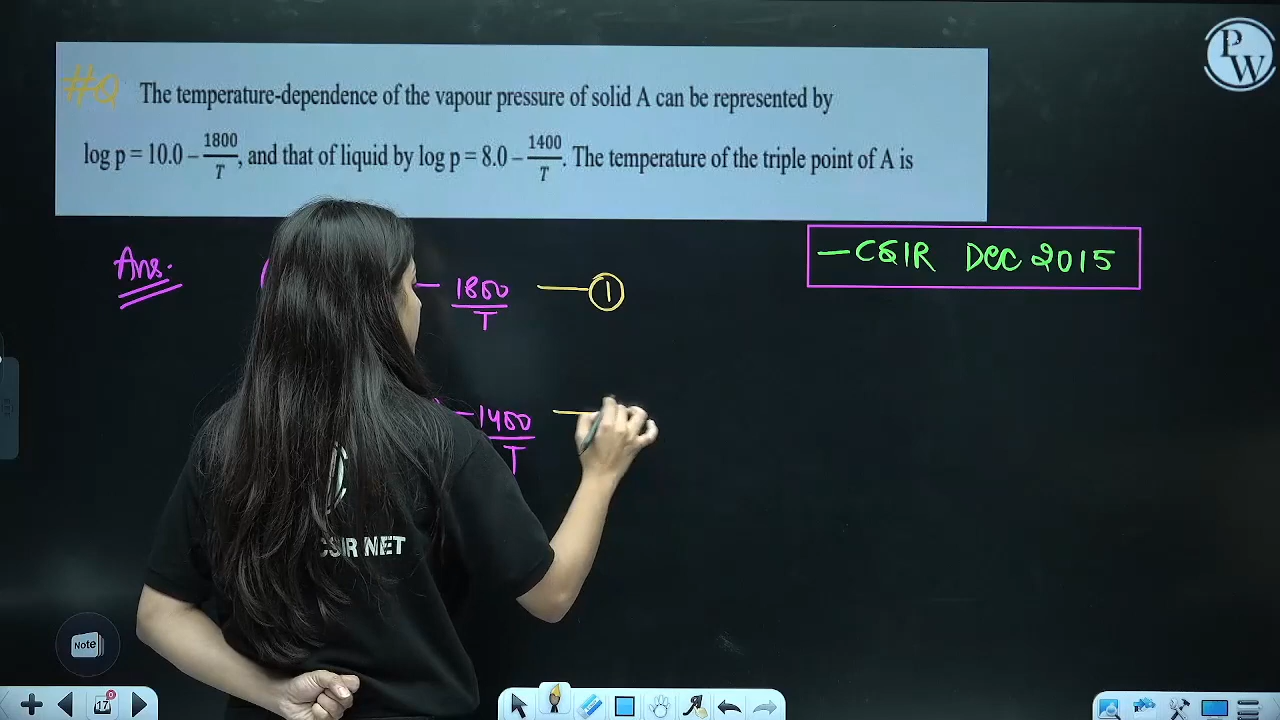 PW
#Q The temperature-dependence of the vapour pressure of solid A can be represented by
log p = 10.0 – 1800/T, and that of liquid by log p = 8.0 – 1400/T. The temperature of the triple point of A is
— CSIR Dec 2015
Ans.
– 1800/T — 1
– 1400/T —
CSIR NET
Note
17